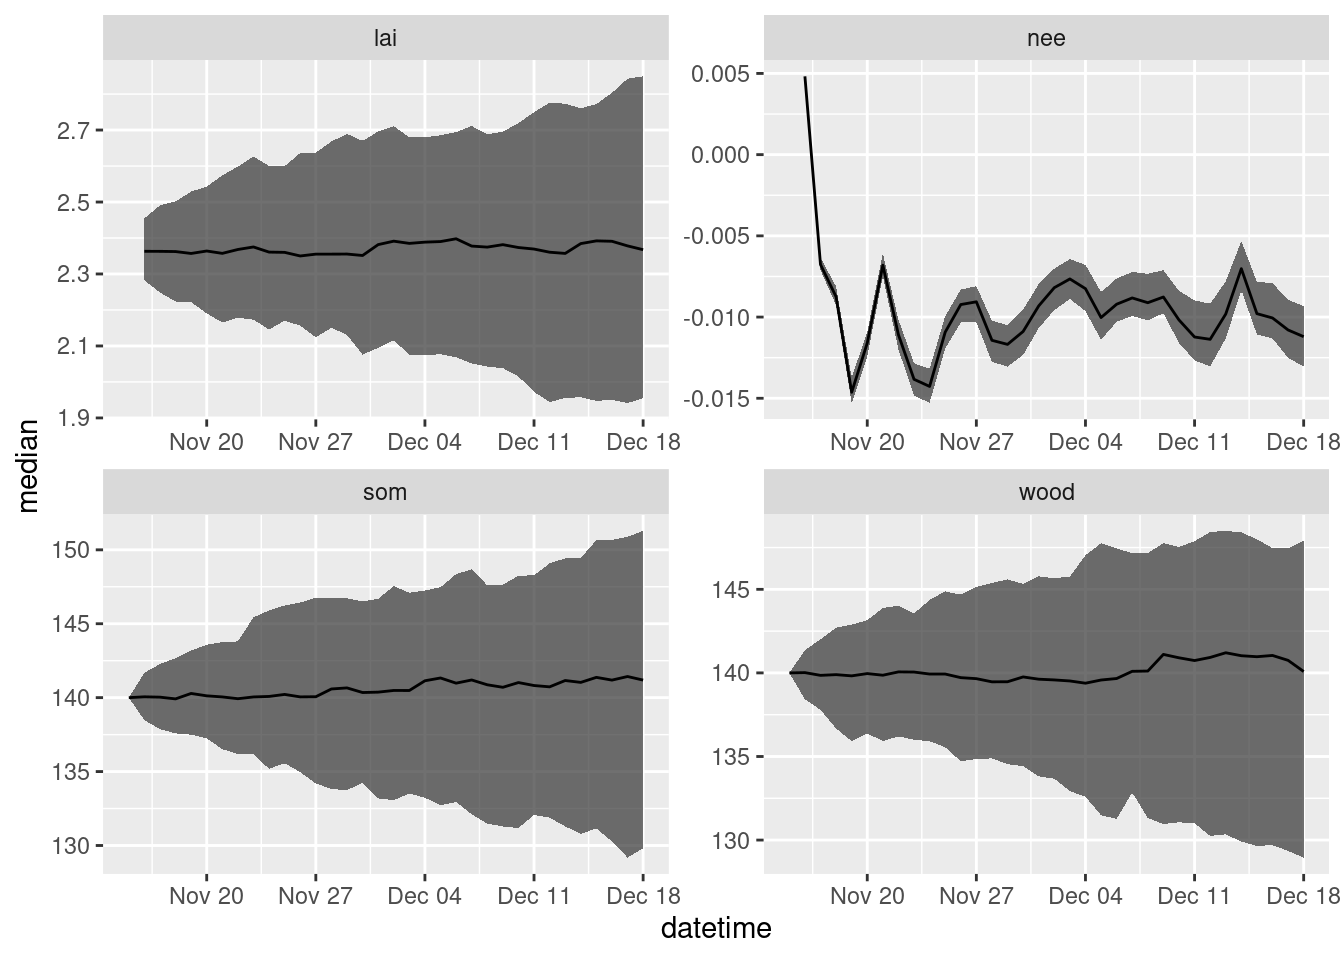 lai
nee
2.7
2.5
2.3
2.1
1.9
0.005
0.000
-0.005
-0.010
-0.015
Nov 20 Nov 27 Dec 04 Dec 11 Dec 18
Nov 20 Nov 27 Dec 04 Dec 11 Dec 18
median
som
wood
150
145
140
135
130
145
140
135
130
Nov 20 Nov 27 Dec 04 Dec 11 Dec 18
Nov 20 Nov 27 Dec 04 Dec 11 Dec 18
datetime